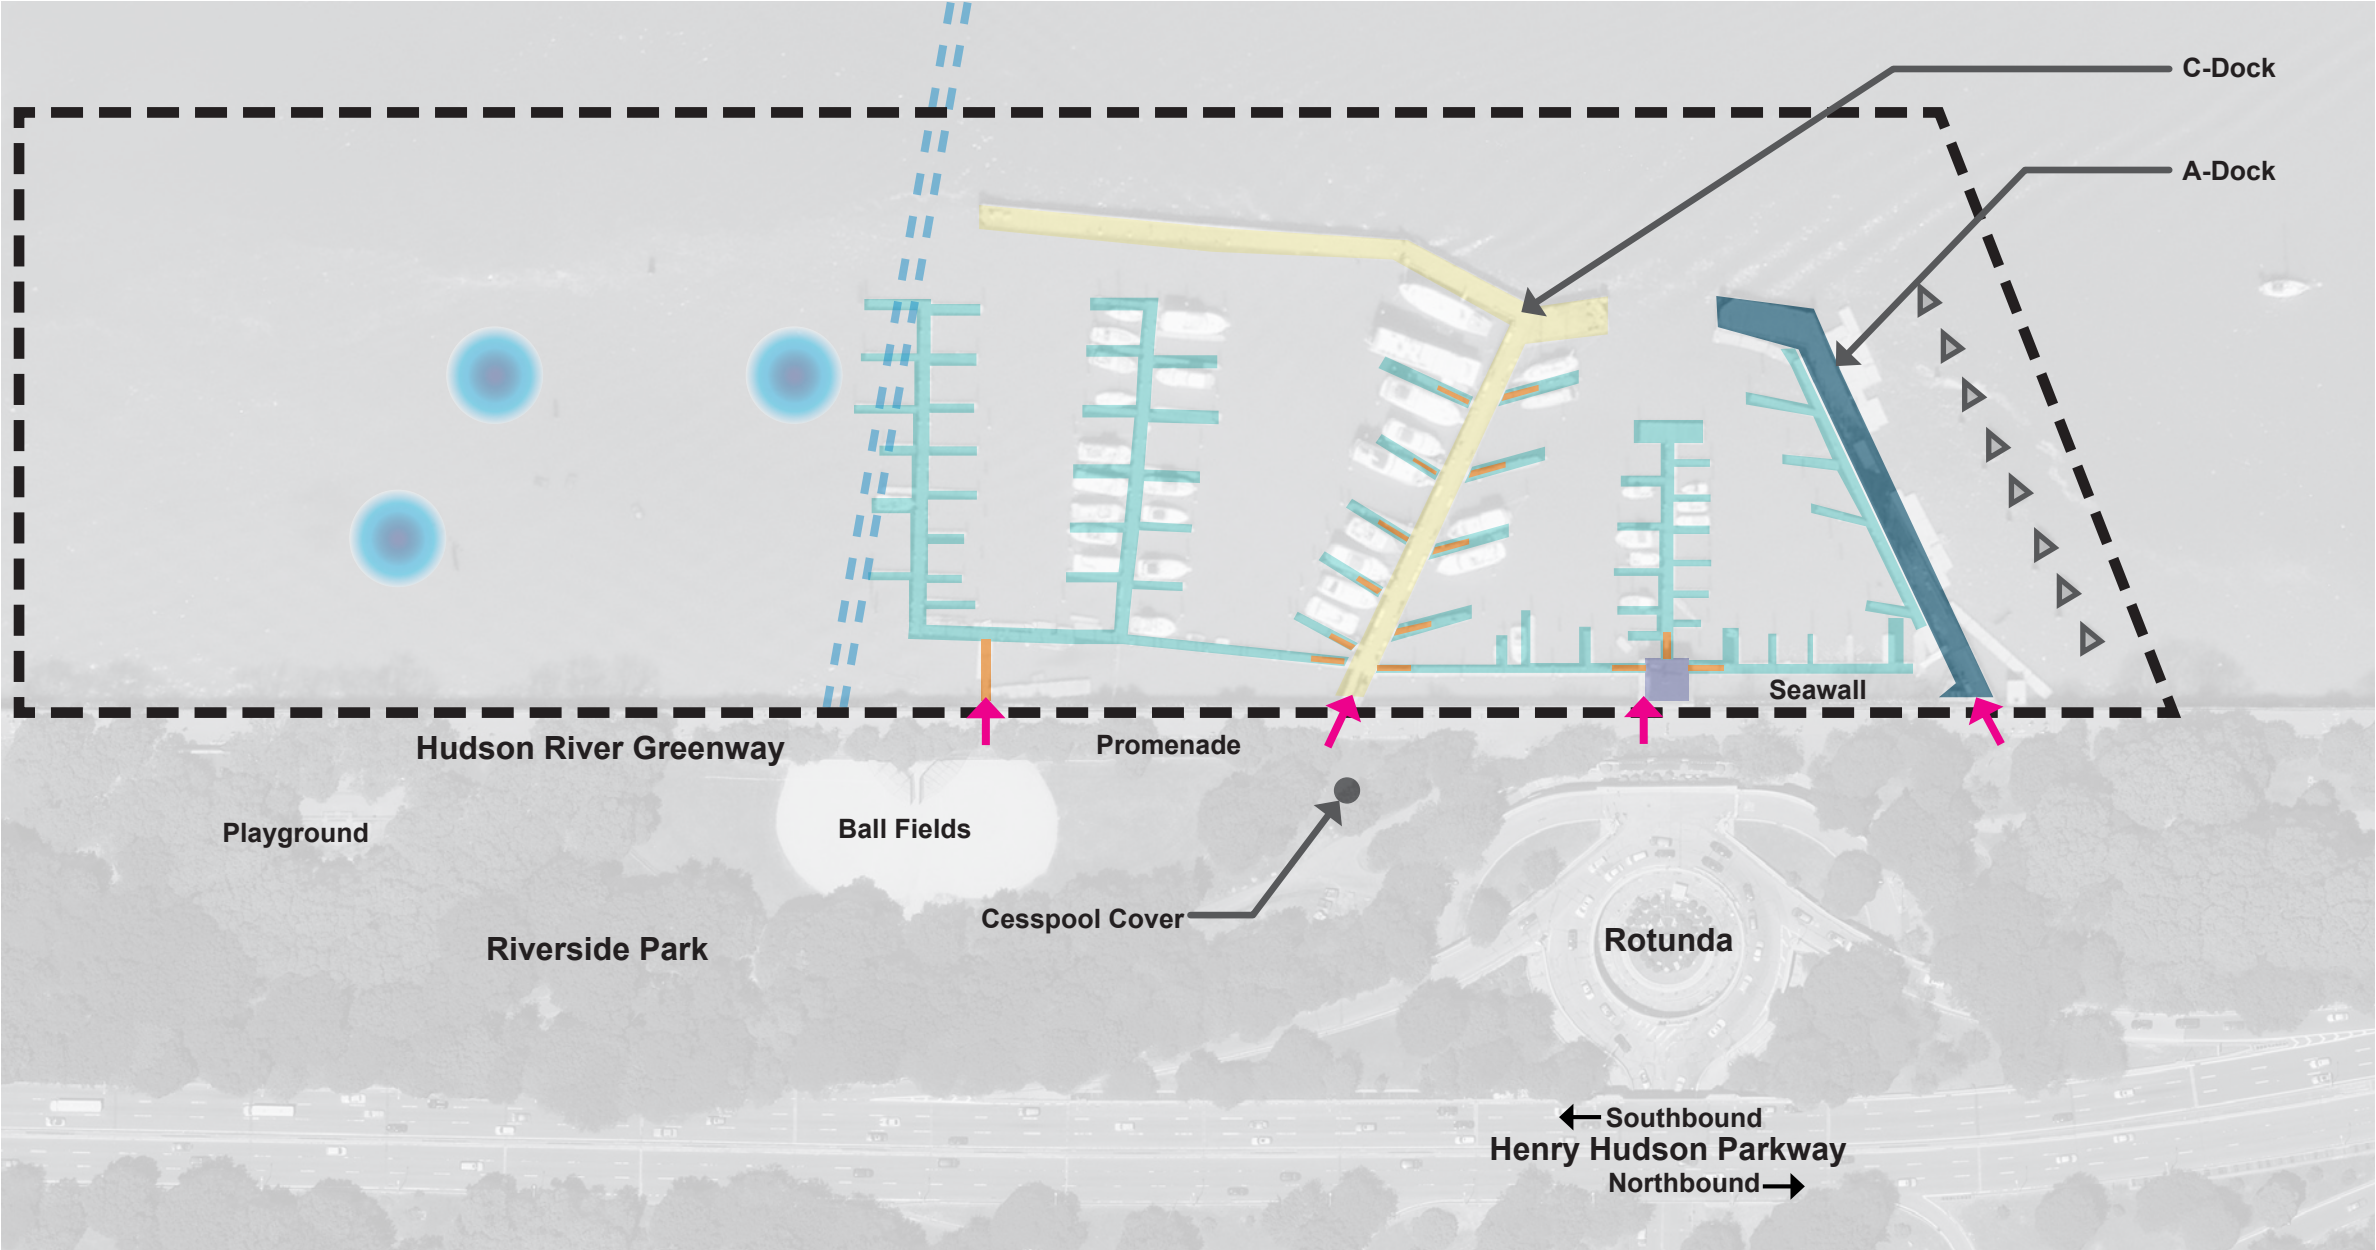 C-Dock
A-Dock
Seawall
Hudson River Greenway
Promenade
Playground
Ball Fields
Cesspool Cover
Riverside Park
Rotunda
Southbound
Henry Hudson Parkway
Northbound